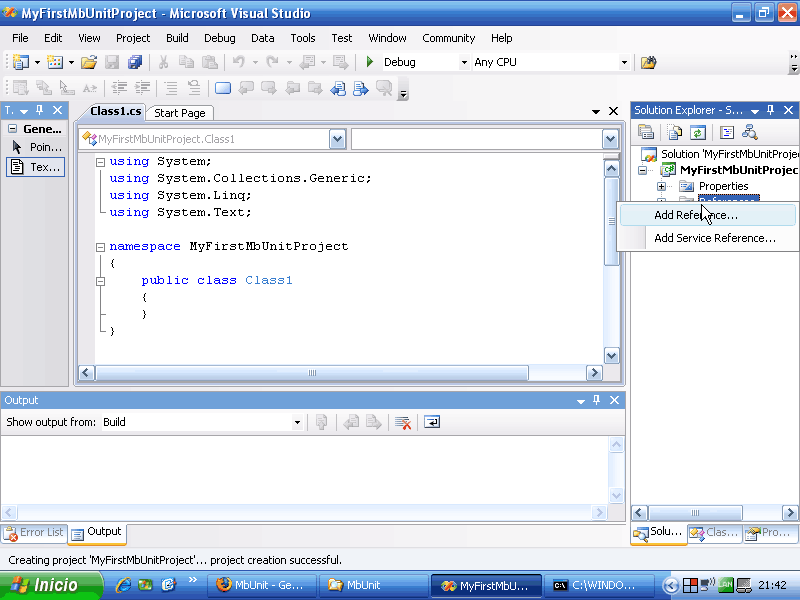 MyFirstMbUnitProject - Microsoft Visual Studio
File Edit View Project Build Debug Data Tools Test Window Community Help
Debug Any CPU
T.
Class1.cs Start Page
Solution Explorer - S...
Gene...
Poin...
Tex...
MyFirstMbUnitProject.Class1
using System;
using System.Collections.Generic;
using System.Linq;
using System.Text;
namespace MyFirstMbUnitProject
{
public class Class1
{
}
}
Solution 'MyFirstMbUnitProje
MyFirstMbUnitProjec
Properties
References
Add Reference...
Add Service Reference...
Output
Show output from: Build
Error List Output
Solu... Clas... Pro...
Creating project 'MyFirstMbUnitProject'... project creation successful.
Inicio
MbUnit - Ge...
MbUnit
MyFirstMbU...
C:\WINDO...
21:42